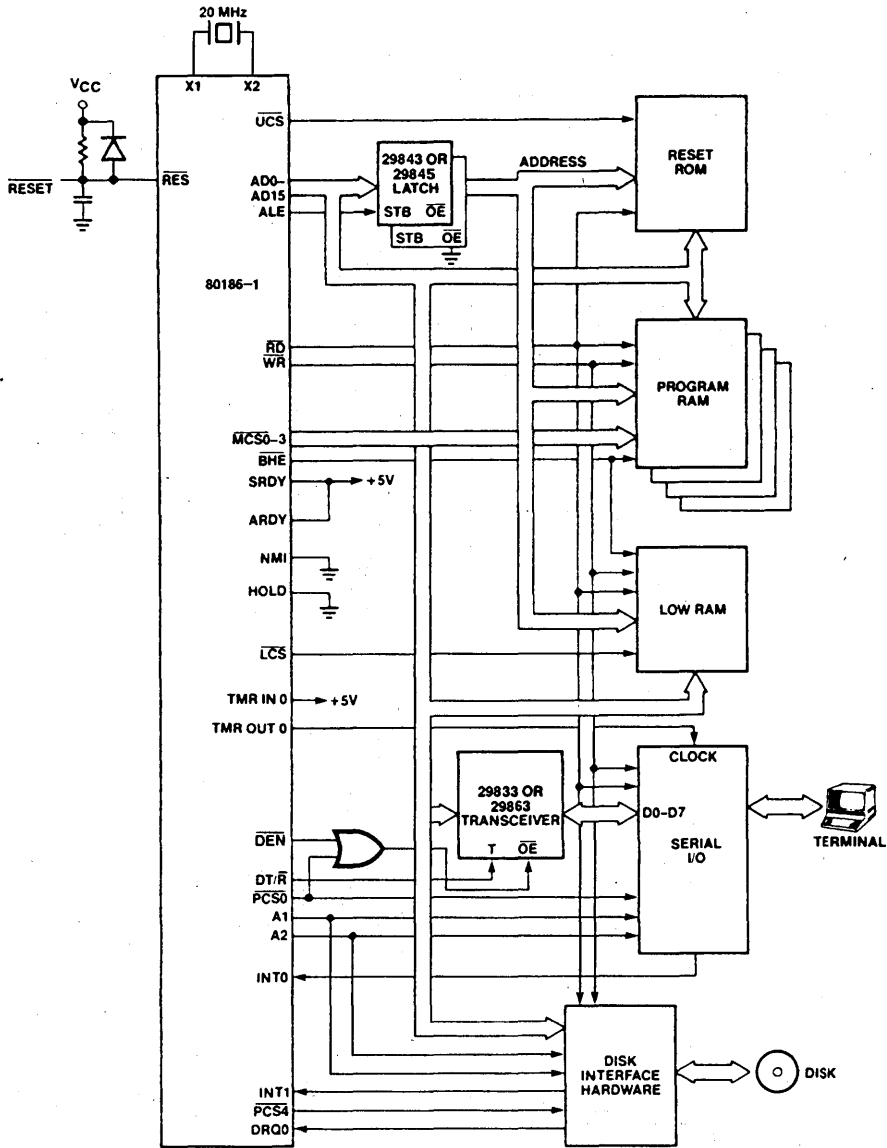 20 MHz
X1 X2
VCC
RESET
RES
UCS
AD0-
AD15
ALE
29843 OR
29845
LATCH
STB OE
STB OE
ADDRESS
RESET
ROM
80186-1
RD
WR
PROGRAM
RAM
MCS0-3
BHE
SRDY +5V
ARDY
NMI
HOLD
LOW RAM
LCS
TMR IN 0 +5V
TMR OUT 0
CLOCK
29833 OR
29863
TRANSCEIVER
T OE
D0-D7
SERIAL
I/O
TERMINAL
DEN
DT/R
PCS0
A1
A2
INT0
DISK
INTERFACE
HARDWARE
DISK
INT1
PCS4
DRQ0